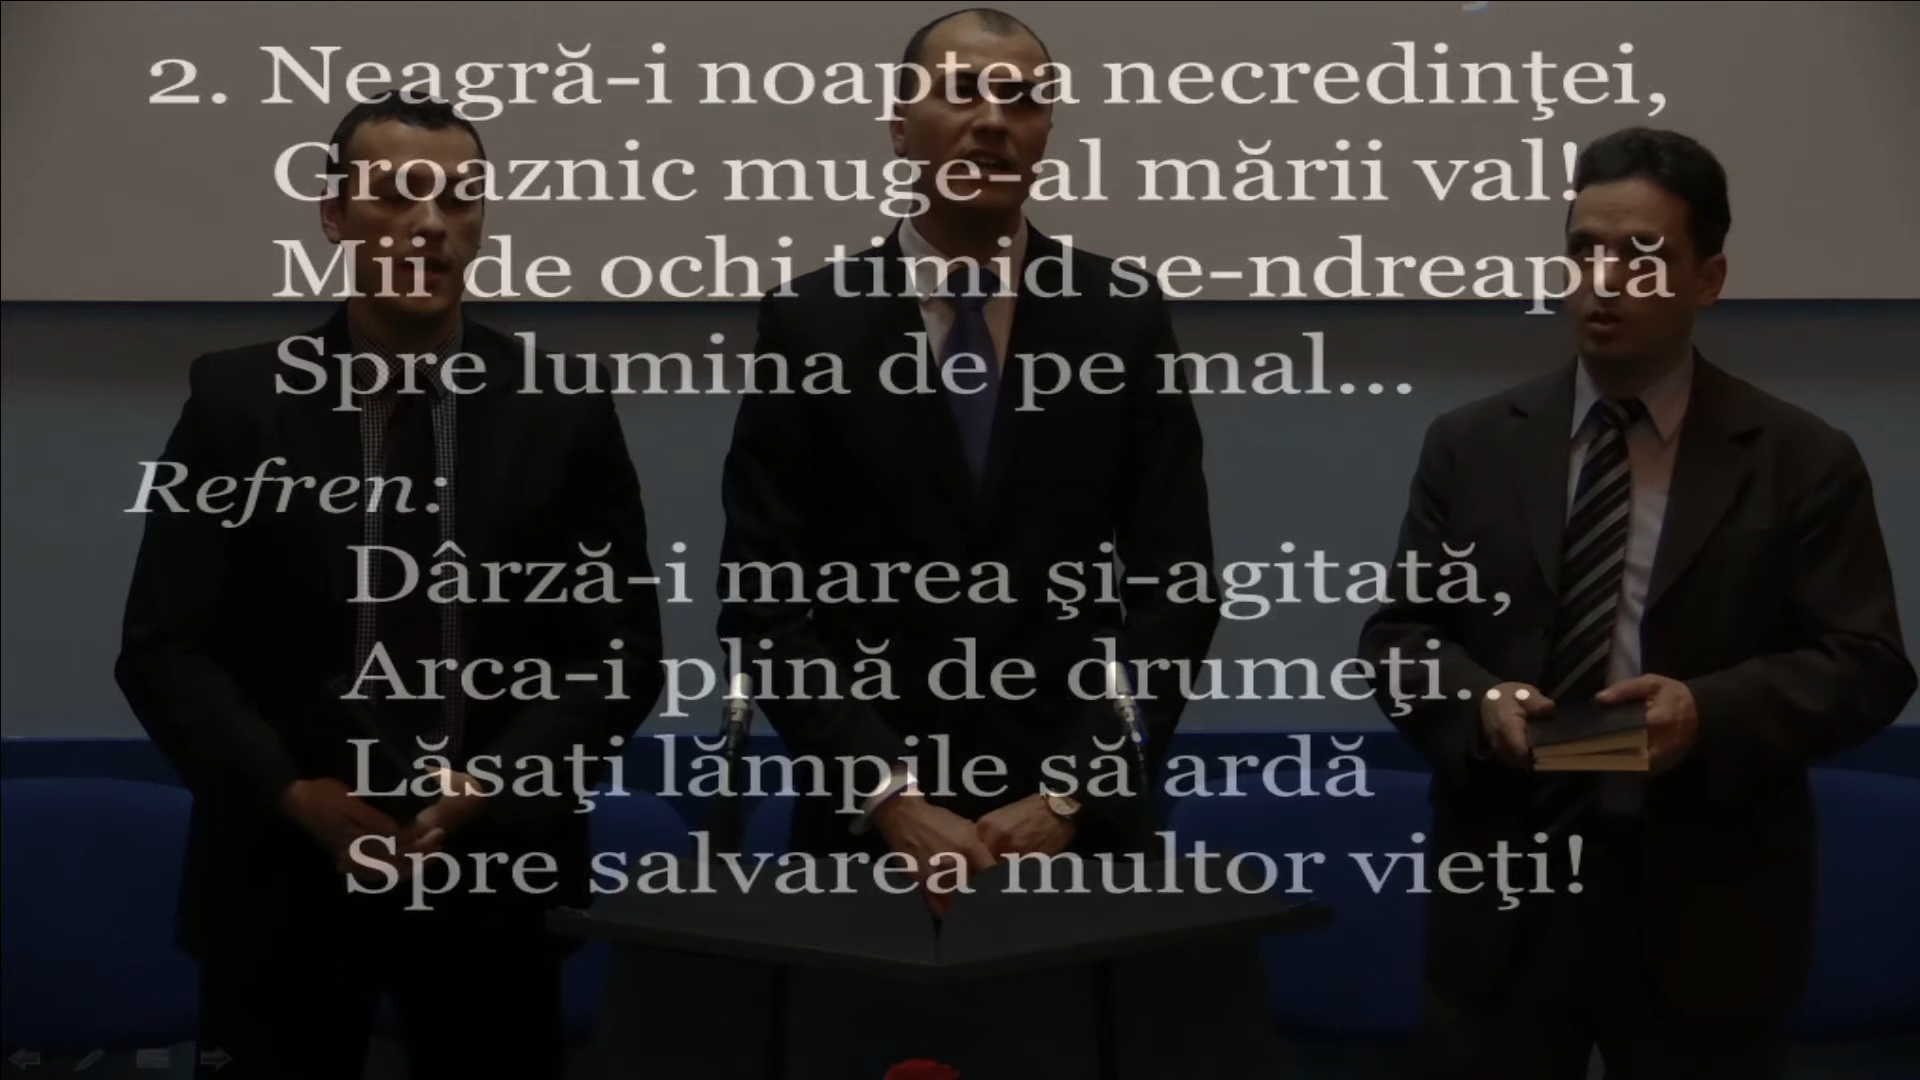 2. Neagră-i noaptea necredinţei,
Groaznic muge-al mării val!
Mii de ochi timid se-ndreaptă
Spre lumina de pe mal...
Refren:
Dârză-i marea şi-agitată,
Arca-i plină de drumeţi...
Lăsaţi lămpile să ardă
Spre salvarea multor vieţi!